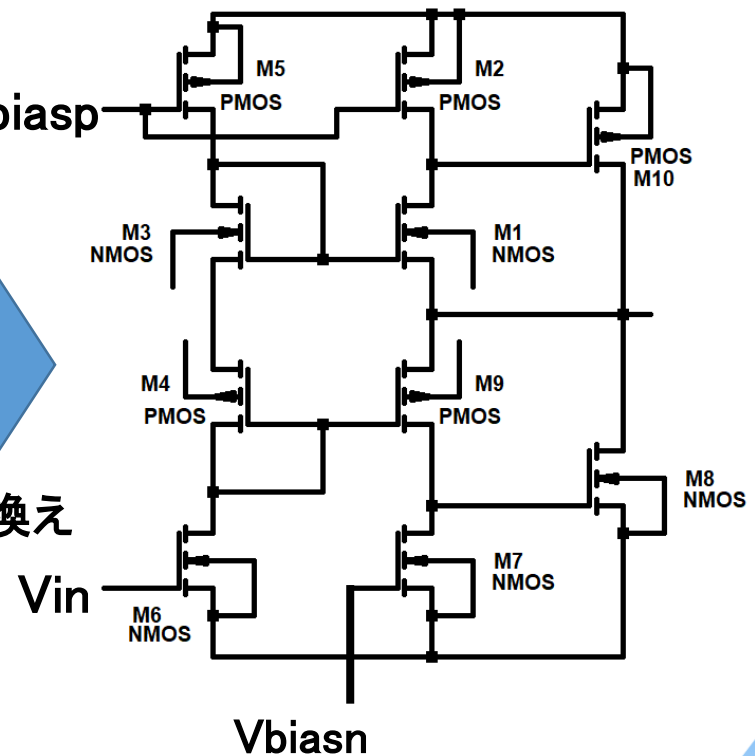 biasp
M5
PMOS
M2
PMOS
PMOS
M10
M3
NMOS
M1
NMOS
M4
PMOS
M9
PMOS
M8
NMOS
換え
Vin
M6
NMOS
M7
NMOS
Vbiasn